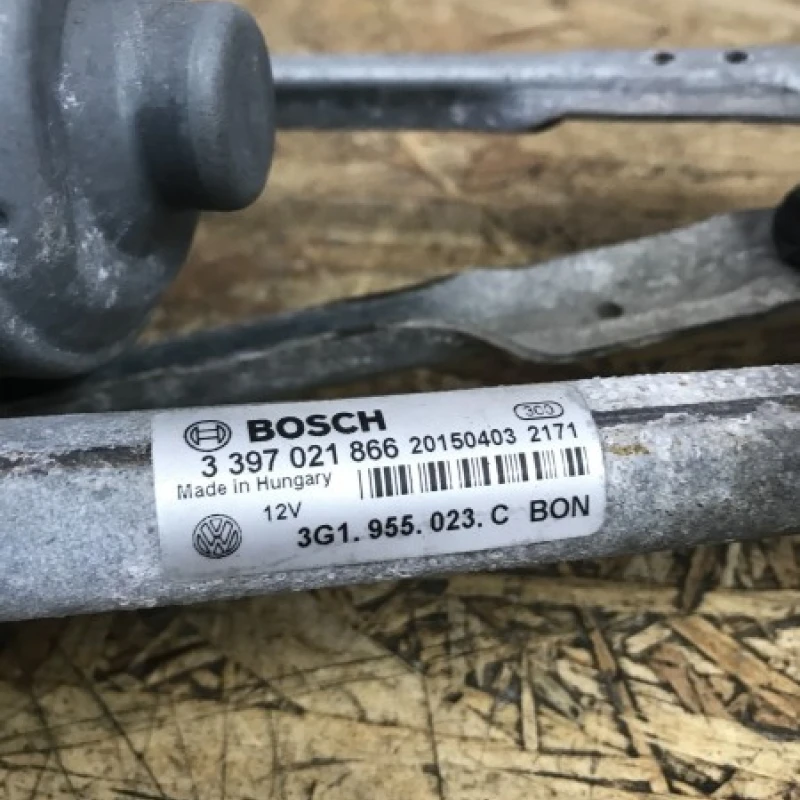 BOSCH 3C0
3 397 021 866 20150403 2171
Made in Hungary
12V
3G1. 955. 023. C BON